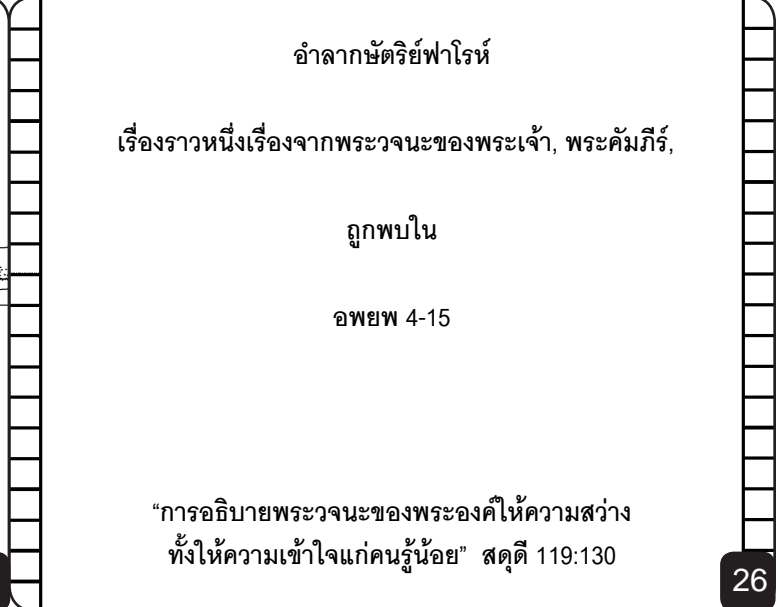 อำลากษัตริย์ฟาโรห์
เรื่องราวหนึ่งเรื่องจากพระวจนะของพระเจ้า, พระคัมภีร์,
ถูกพบใน
อพยพ 4-15
“การอธิบายพระวจนะของพระองค์ให้ความสว่าง
ทั้งให้ความเข้าใจแก่คนรู้น้อย” สดุดี 119:130
26